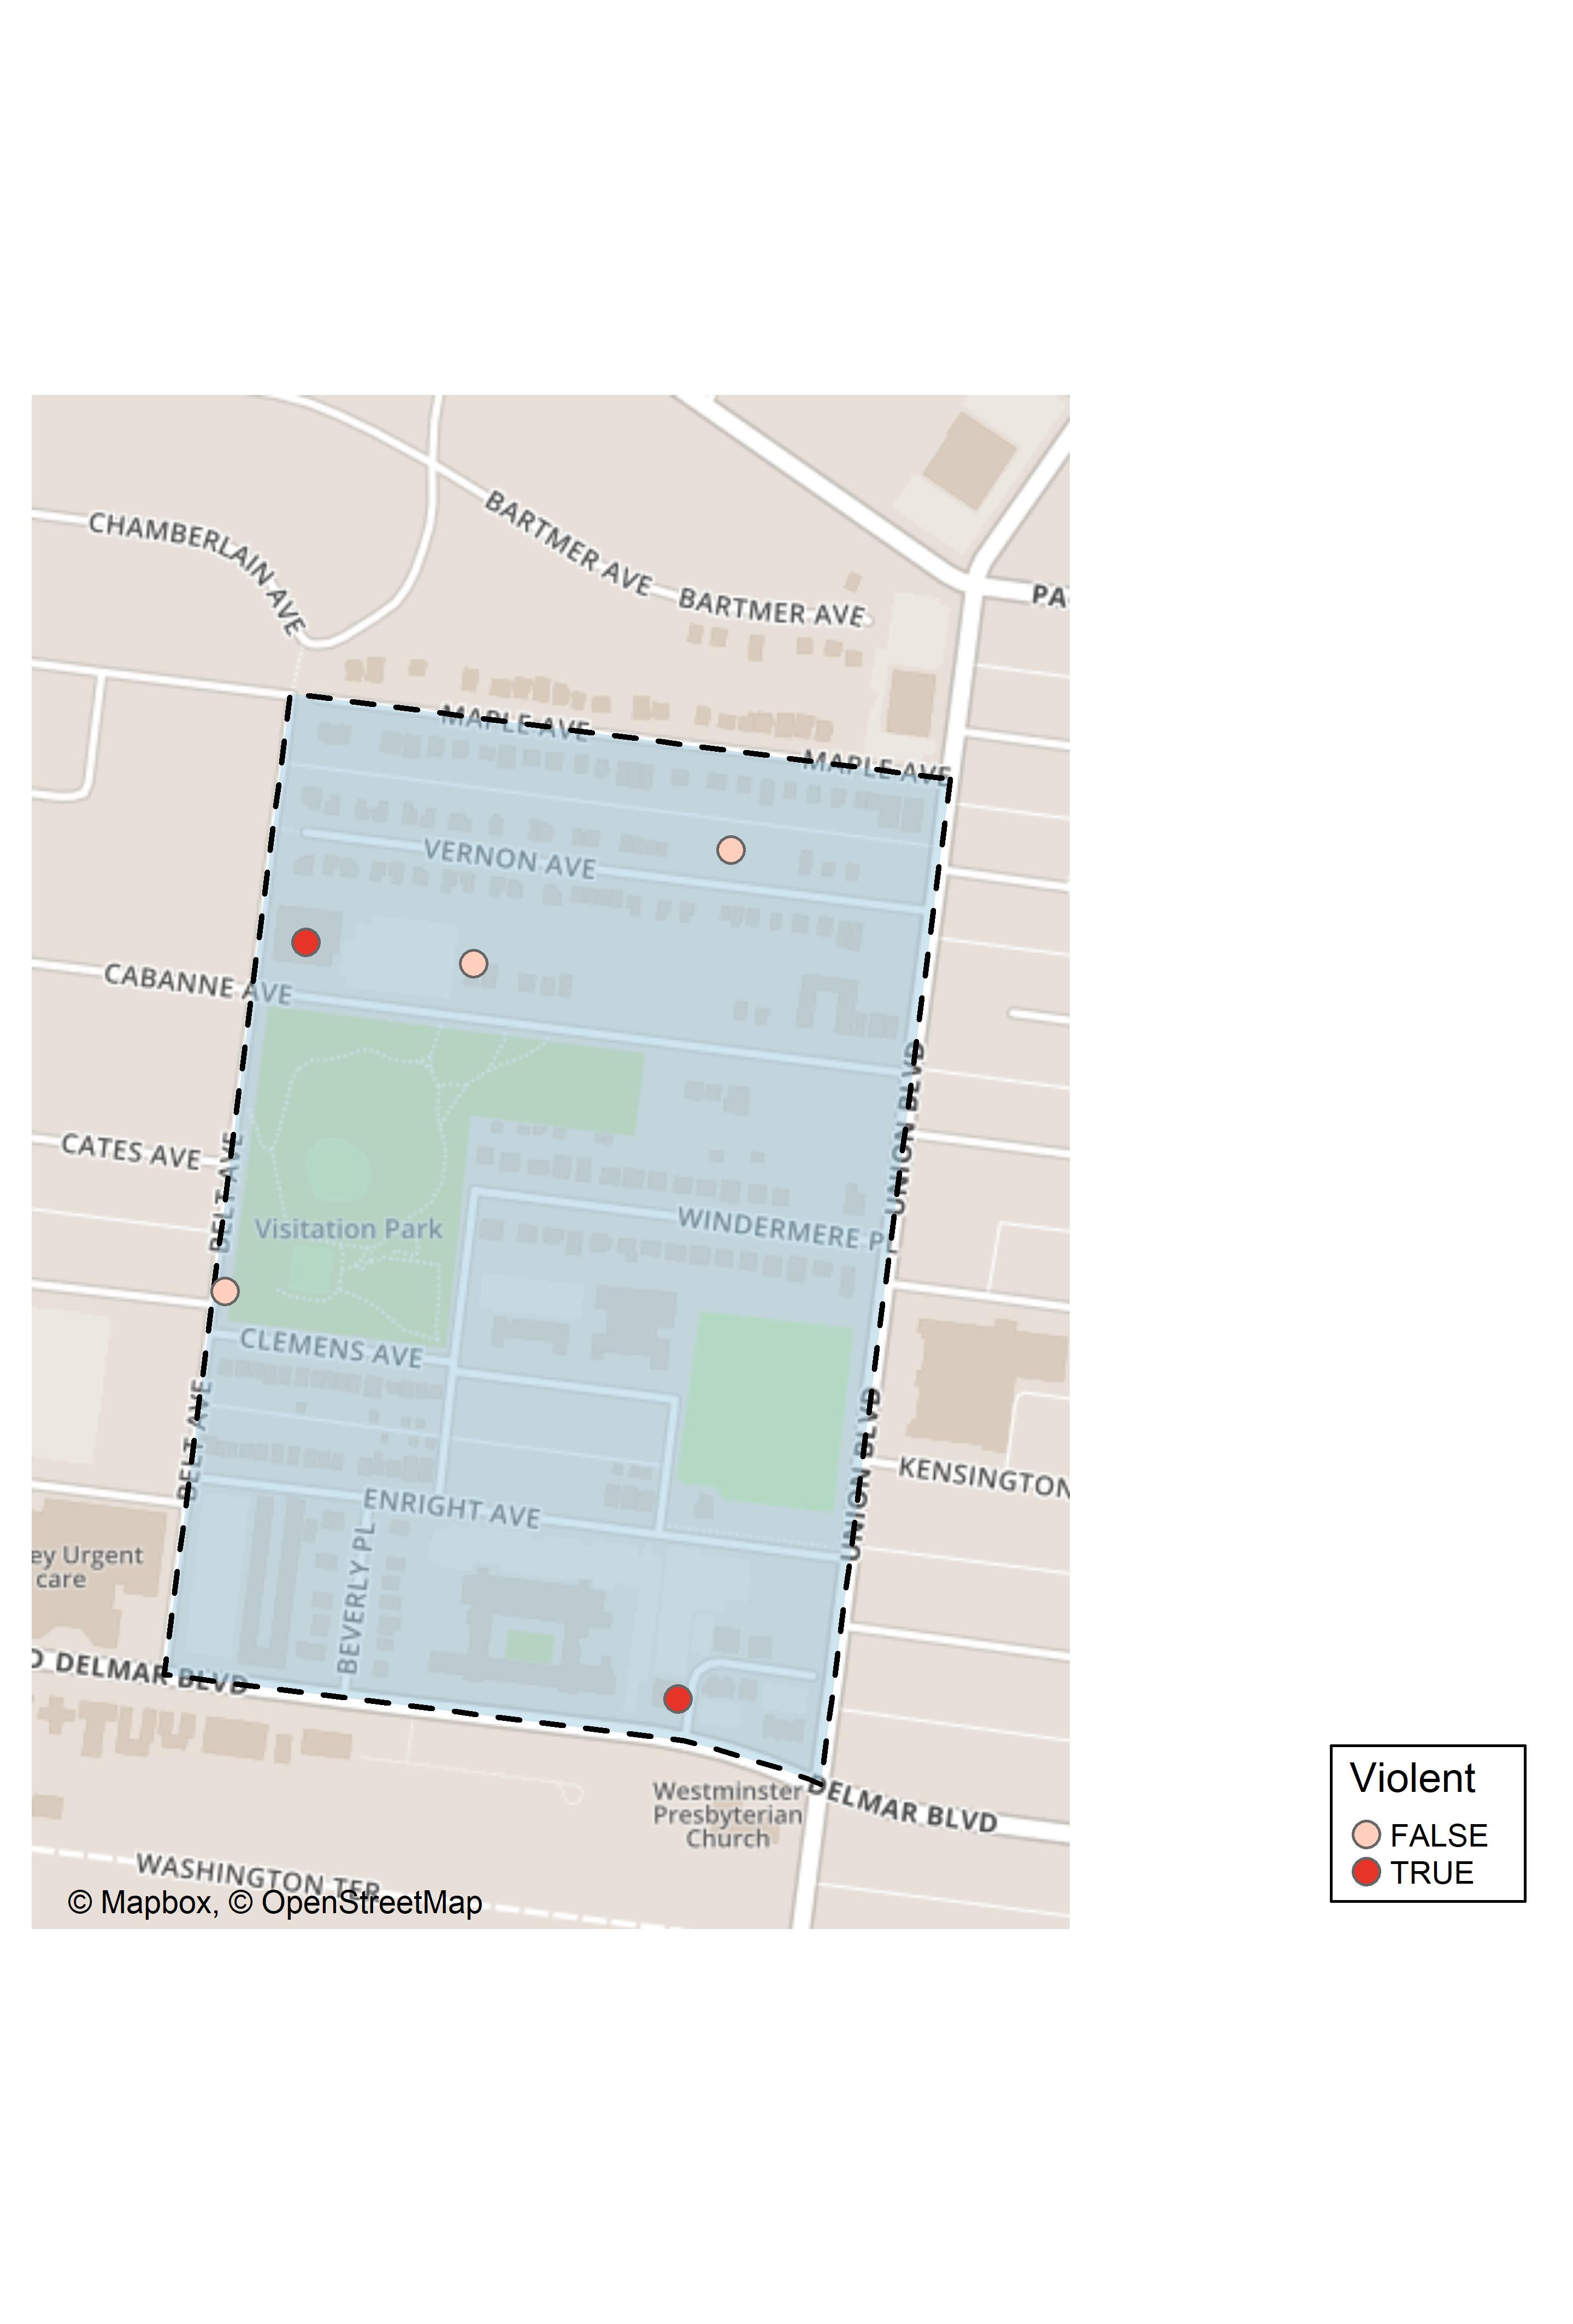 CHAMBERLAIN AVE
BARTMER AVE
BARTMER AVE
PA
MAPLE AVE
MAPLE AVE
VERNON AVE
CABANNE AVE
UNION BLVD
CATES AVE
BELT AVE
Visitation Park
WINDERMERE PL
CLEMENS AVE
BELT AVE
UNION BLVD
KENSINGTON
ENRIGHT AVE
BEVERLY PL
ey Urgent
care
O DELMAR BLVD
Westminster
Presbyterian
Church
DELMAR BLVD
WASHINGTON TER
© Mapbox, © OpenStreetMap
Violent
FALSE
TRUE